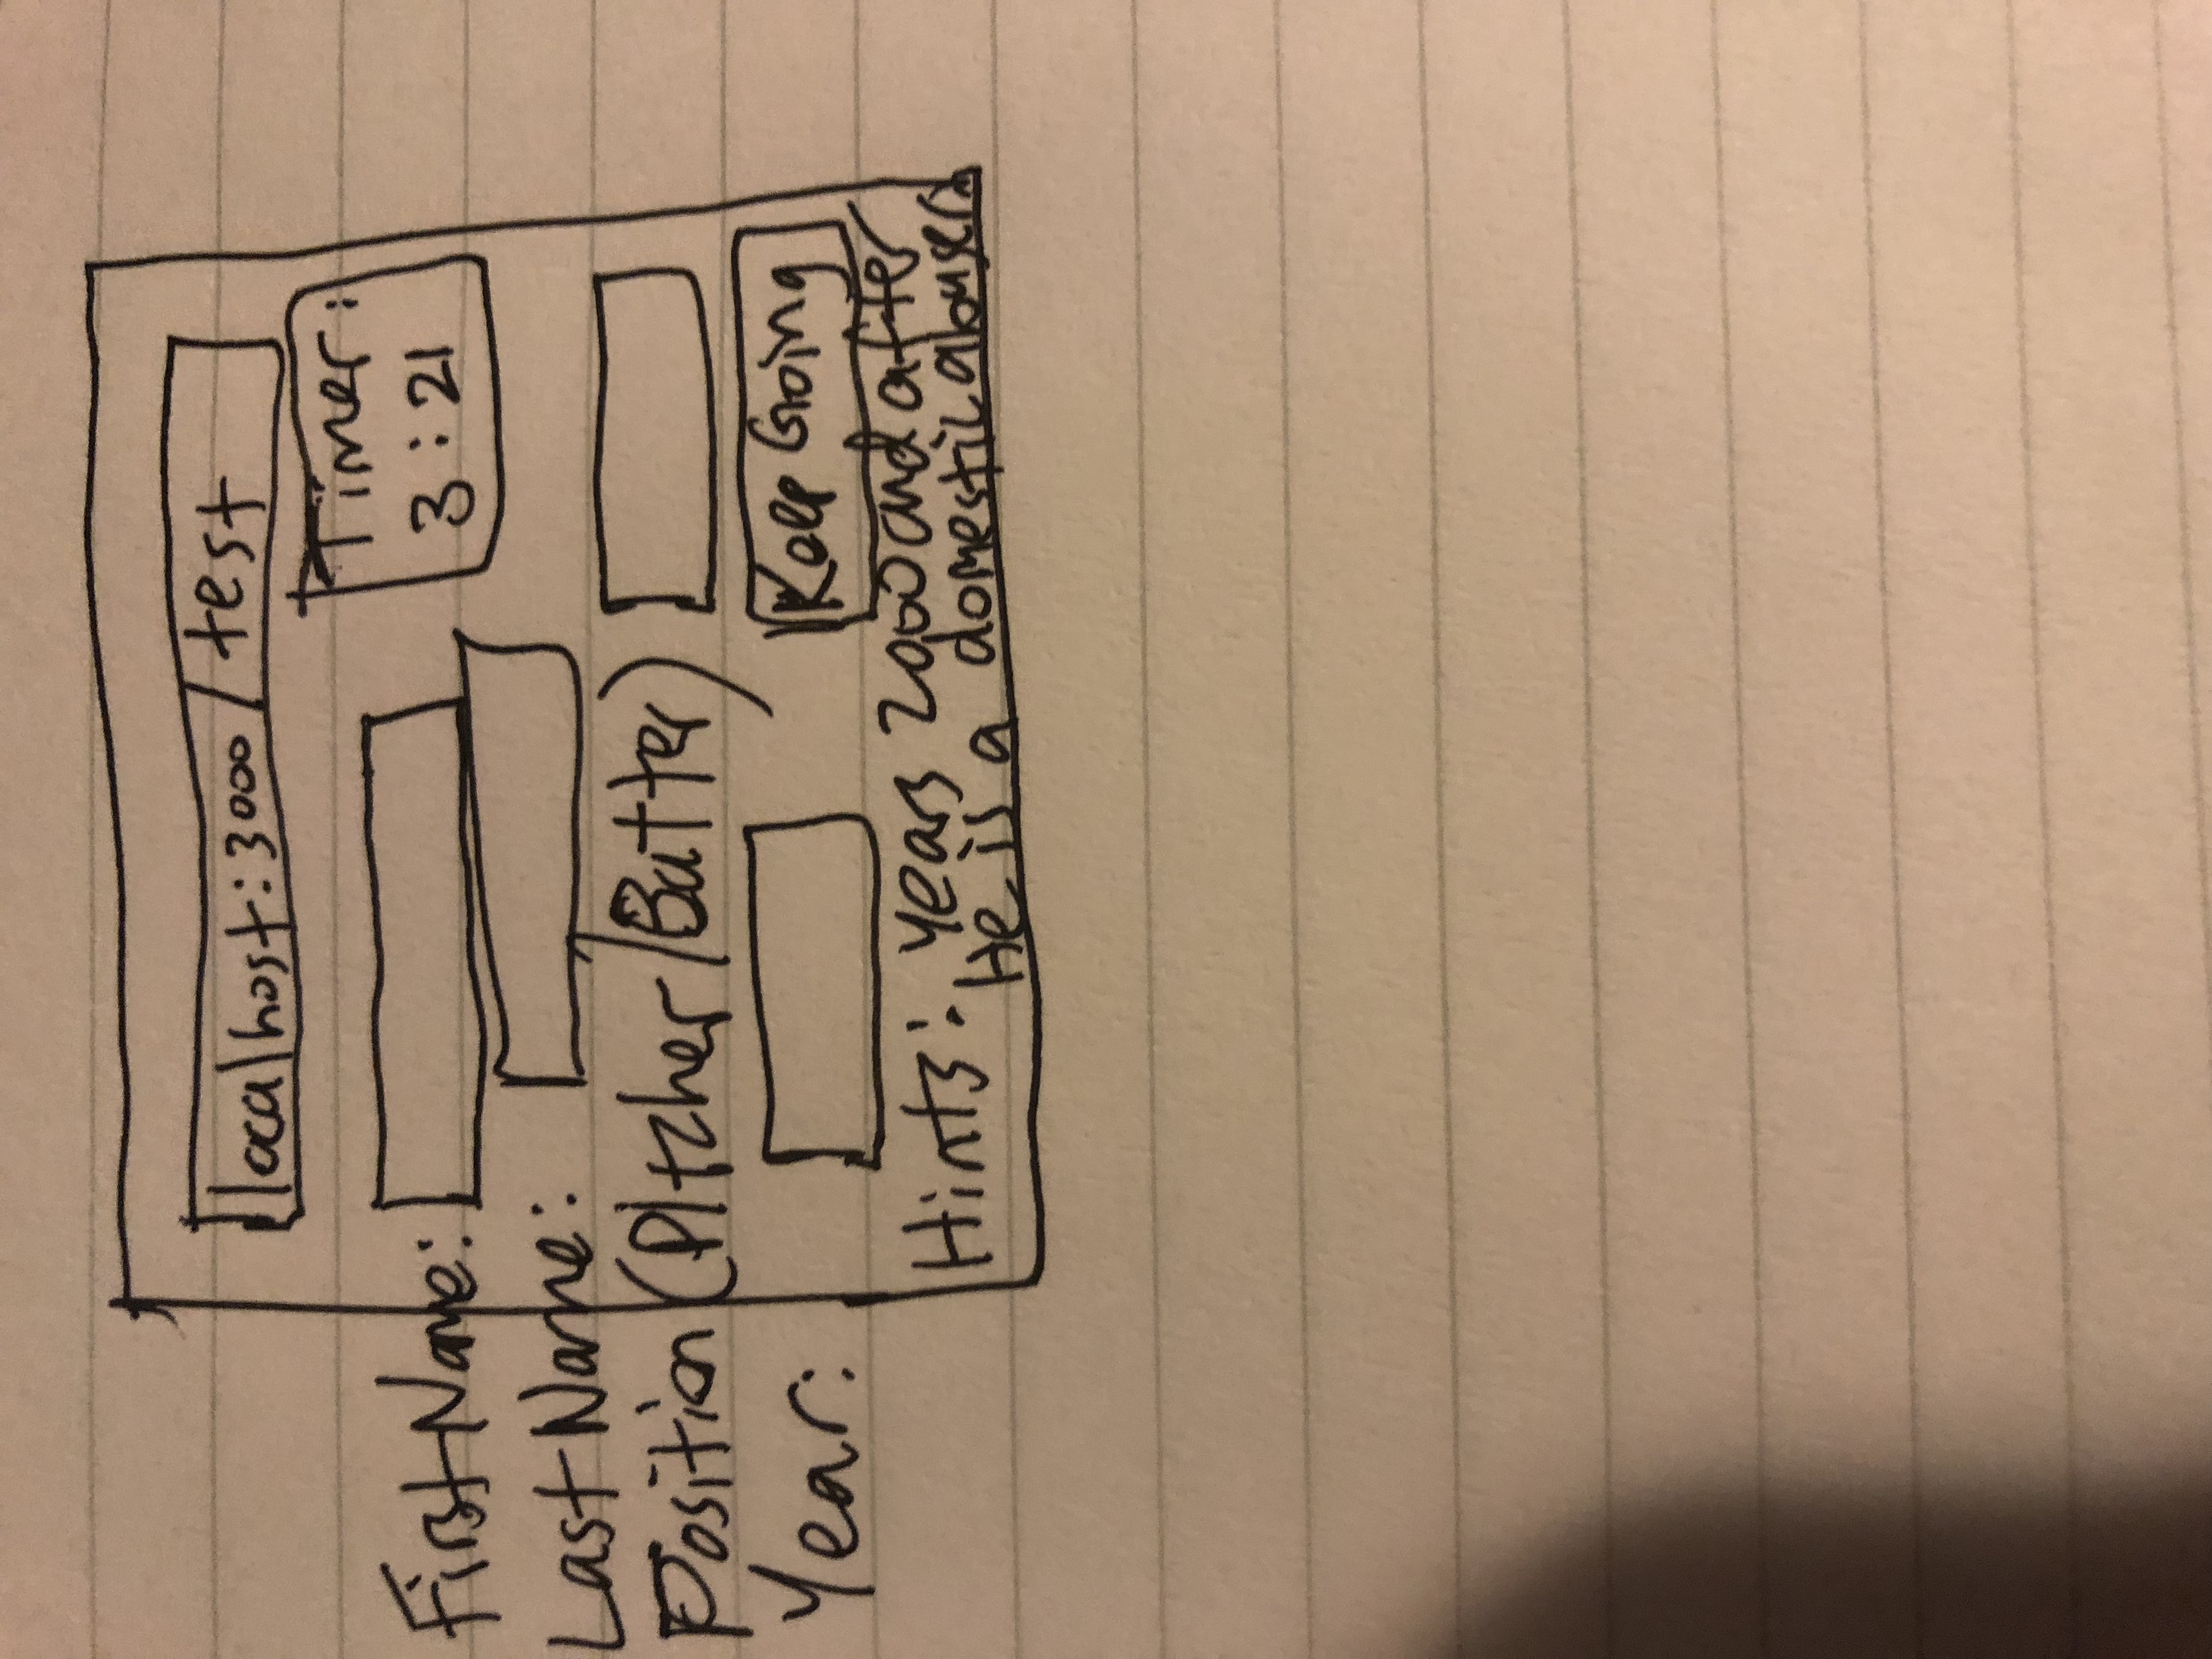 localhost:3000/test
Timer:
3:21
First Name:
Last Name:
Position (Pitcher/Batter)
Year:
Keep Going
Hints: years 2000 and after
He is a domestic abuser